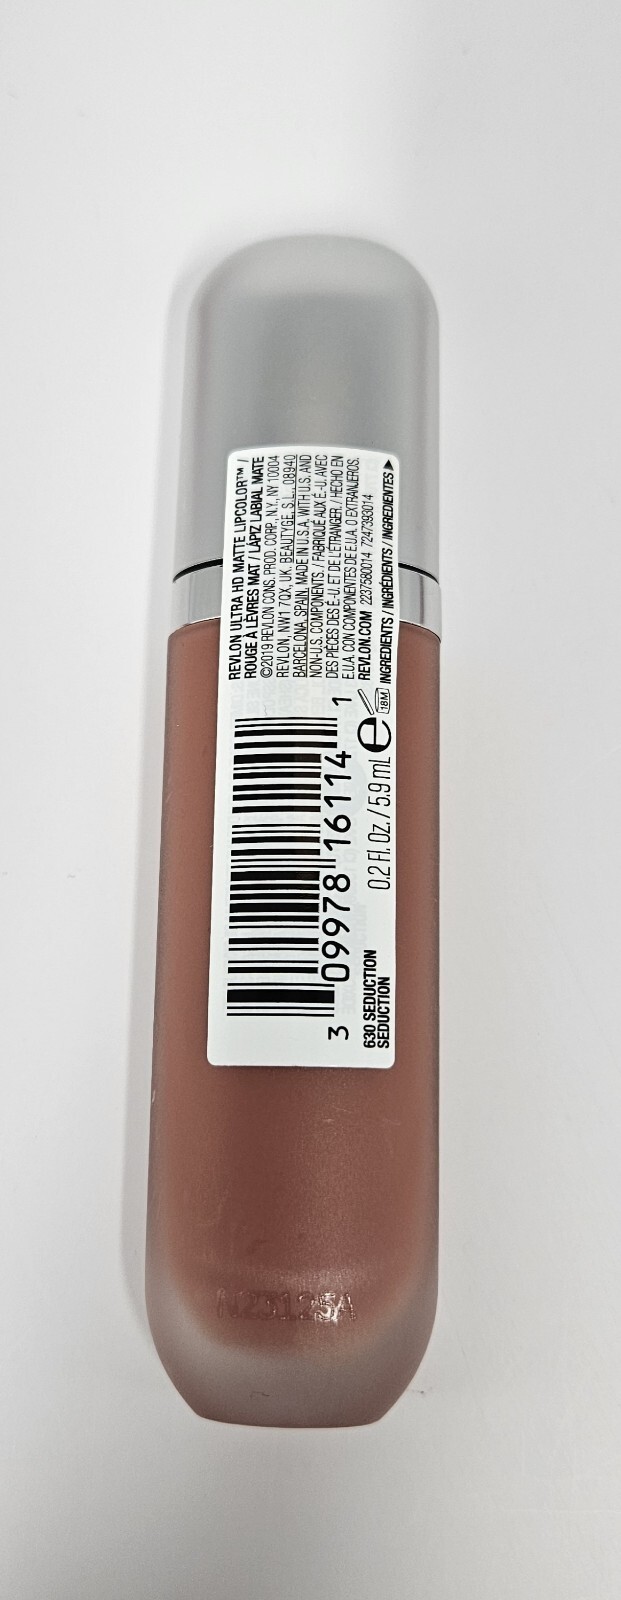 REVLON ULTRA HD MATTE LIPCOLOR™ /
ROUGE À LÈVRES MAT / LÁPIZ LABIAL MATE
©2019 REVLON CONS. PROD. CORP., N.Y., NY 10004
REVLON, NW1 7QX, UK. BEAUTYGE, S.L., 08940
BARCELONA, SPAIN. MADE IN U.S.A. WITH U.S. AND
NON-U.S. COMPONENTS. / FABRIQUÉ AUX É.-U. AVEC
DES PIÈCES DES É.-U. ET DE L'ÉTRANGER. / HECHO EN
E.U.A. CON COMPONENTES DE E.U.A. O EXTRANJEROS.
REVLON.COM 2237580014 7247393014
INGREDIENTS / INGRÉDIENTS / INGREDIENTES ▶
3 09978 16114 1
0.2 Fl. Oz. / 5.9 mL e 18M
630 SEDUCTION
SEDUCTION
N23125A